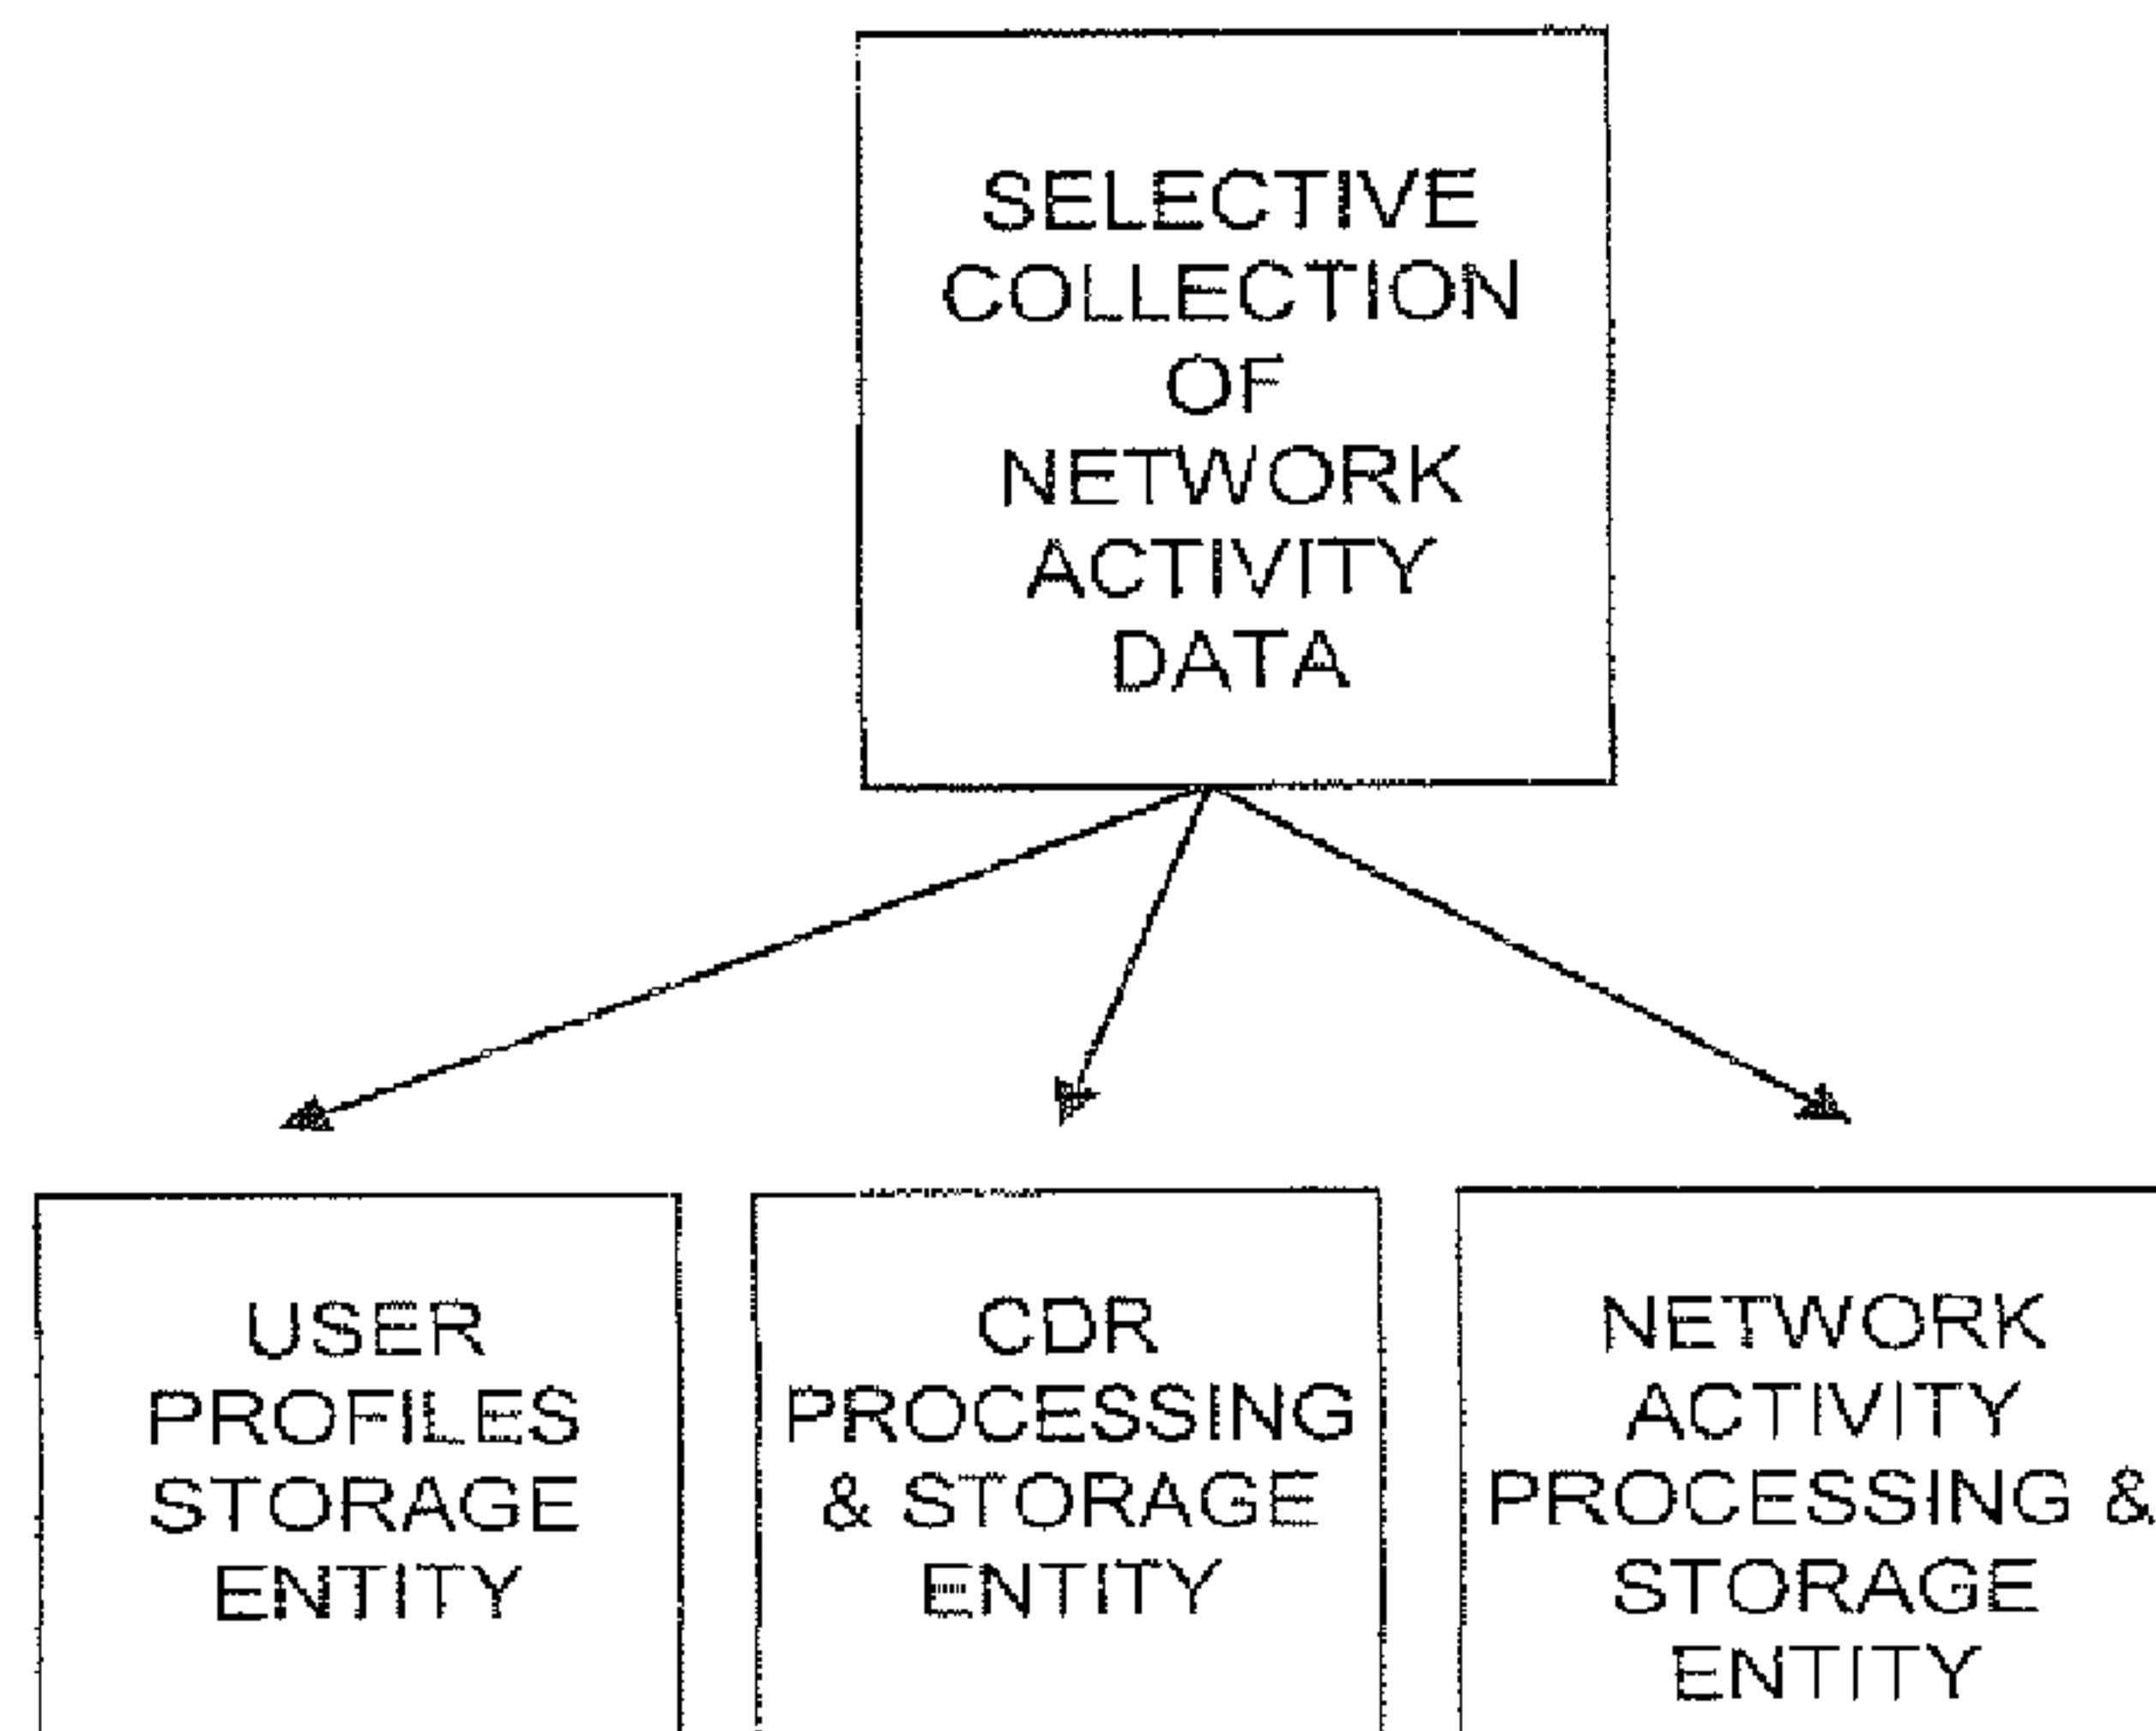 SELECTIVE
COLLECTION
OF
NETWORK
ACTIVITY
DATA
USER
PROFILES
STORAGE
ENTITY
CDR
PROCESSING
& STORAGE
ENTITY
NETWORK
ACTIVITY
PROCESSING &
STORAGE
ENTITY